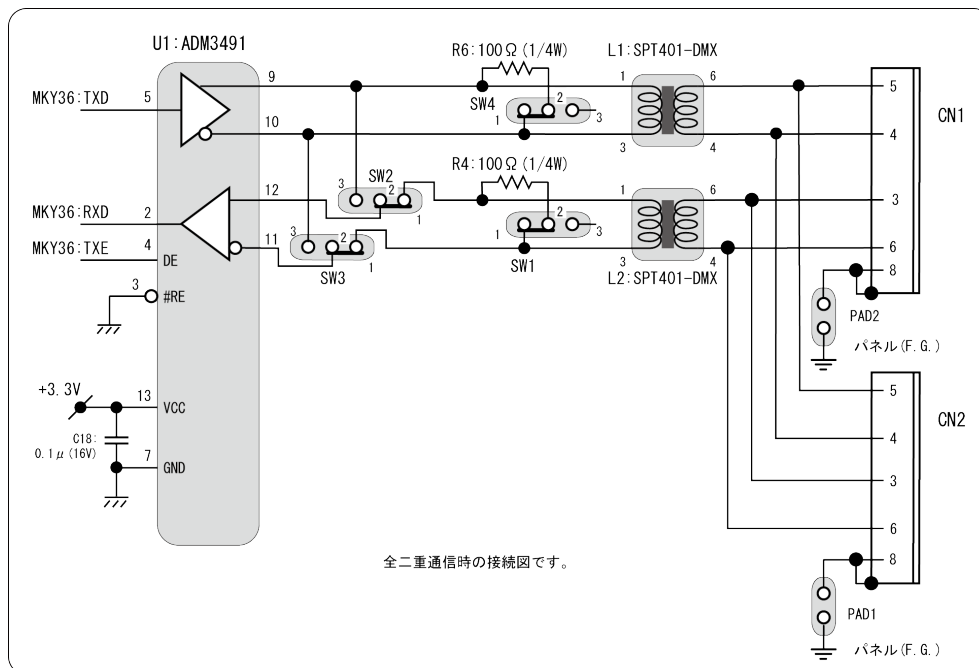 U1:ADM3491
R6:100Ω(1/4W)
L1:SPT401-DMX
MKY36:TXD
5
9
10
SW4
1
2
3
1
3
6
4
5
4
CN1
MKY36:RXD
2
12
11
SW2
3
2
1
R4:100Ω(1/4W)
1
2
3
SW1
1
3
6
4
L2:SPT401-DMX
3
6
8
MKY36:TXE
4
DE
3
2
1
SW3
3
#RE
PAD2
パネル(F.G.)
+3.3V
13
VCC
C18:
0.1μ(16V)
7
GND
5
4
3
6
8
CN2
全二重通信時の接続図です。
PAD1
パネル(F.G.)